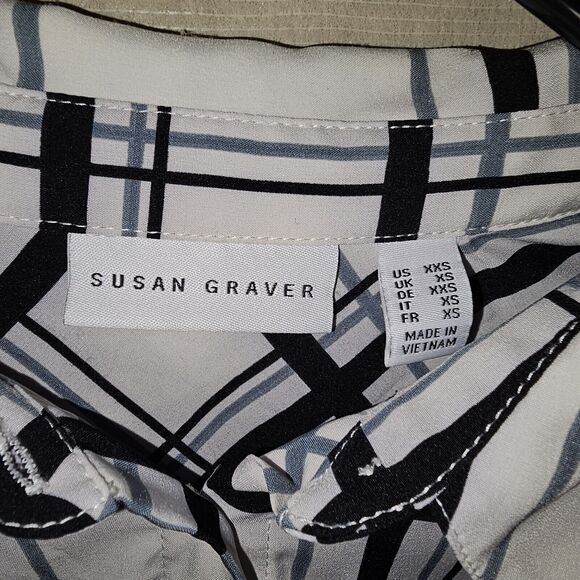 SUSAN GRAVER
US XXS
UK XS
DE XXS
IT XS
FR XS
MADE IN
VIETNAM